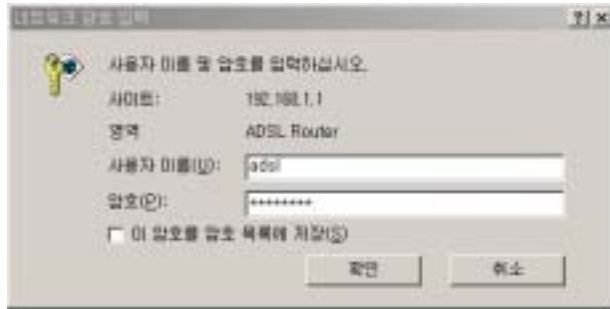 네트워크 암호 입력
사용자 이름 및 암호를 입력하십시오.
사이트: 192.168.1.1
영역 ADSL Router
사용자 이름(U): adsl
암호(P): ********
이 암호를 암호 목록에 저장(S)
확인 취소